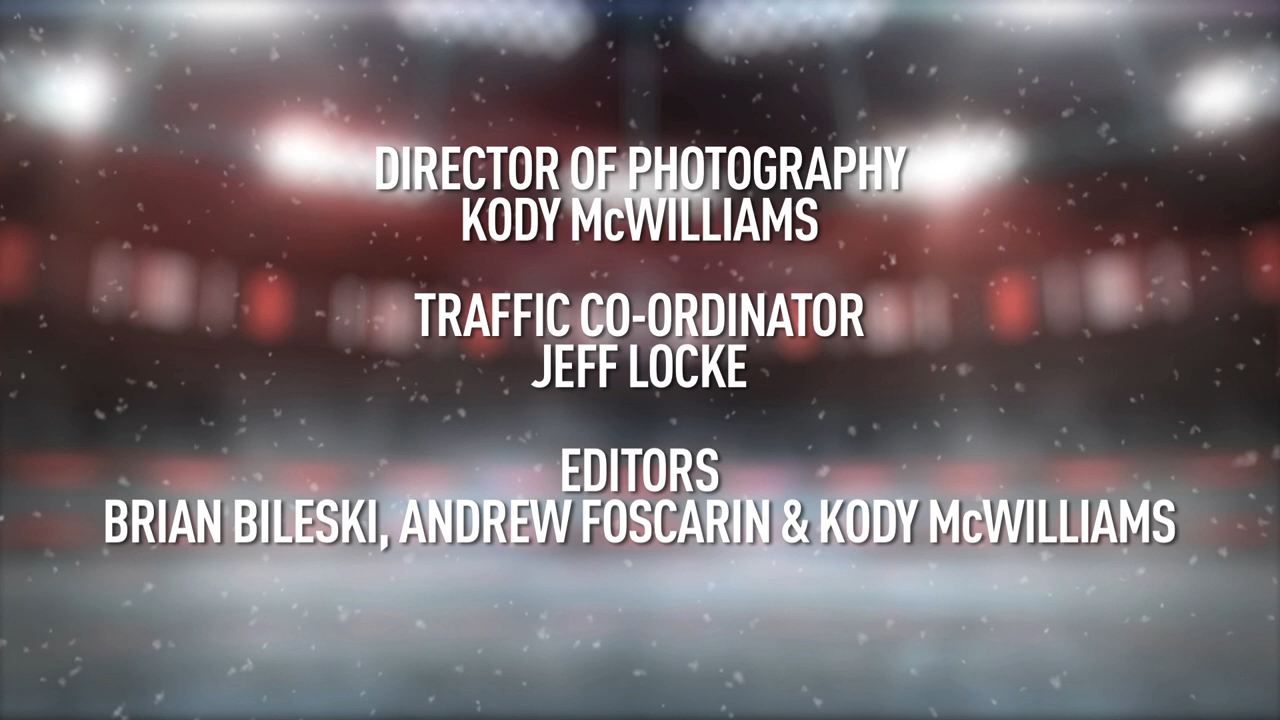 DIRECTOR OF PHOTOGRAPHY
KODY McWILLIAMS
TRAFFIC CO-ORDINATOR
JEFF LOCKE
EDITORS
BRIAN BILESKI, ANDREW FOSCARIN & KODY McWILLIAMS